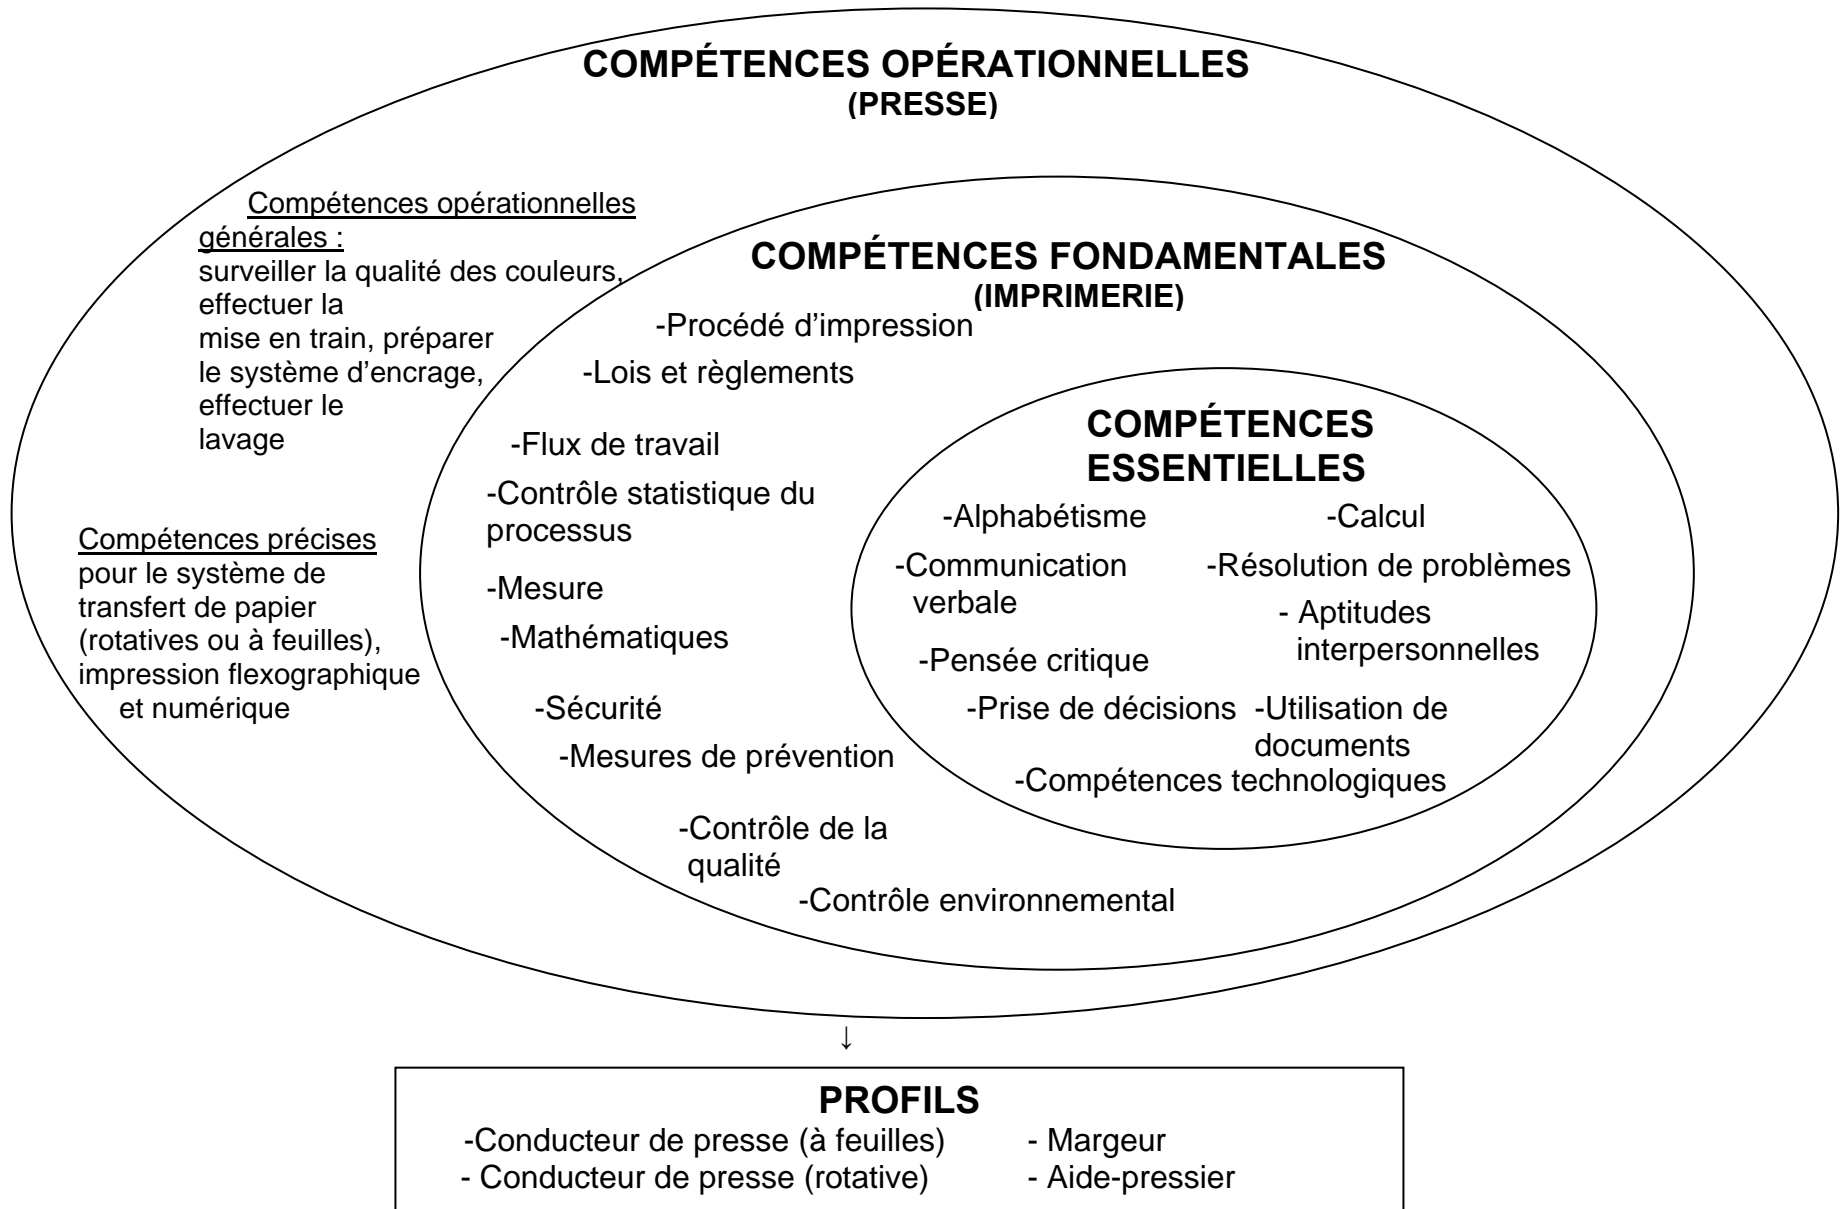 COMPÉTENCES OPÉRATIONNELLES
(PRESSE)
Compétences opérationnelles
générales :
surveiller la qualité des couleurs,
effectuer la
mise en train, préparer
le système d’encrage,
effectuer le
lavage
Compétences précises
pour le système de
transfert de papier
(rotatives ou à feuilles),
impression flexographique
et numérique
COMPÉTENCES FONDAMENTALES
(IMPRIMERIE)
-Procédé d’impression
-Lois et règlements
-Flux de travail
-Contrôle statistique du
processus
-Mesure
-Mathématiques
-Sécurité
-Mesures de prévention
-Contrôle de la
qualité
-Contrôle environnemental
COMPÉTENCES
ESSENTIELLES
-Alphabétisme
-Calcul
-Communication
verbale
-Résolution de problèmes
- Aptitudes
interpersonnelles
-Pensée critique
-Prise de décisions
-Utilisation de
documents
-Compétences technologiques
↓
PROFILS
-Conducteur de presse (à feuilles)
- Margeur
- Conducteur de presse (rotative)
- Aide-pressier